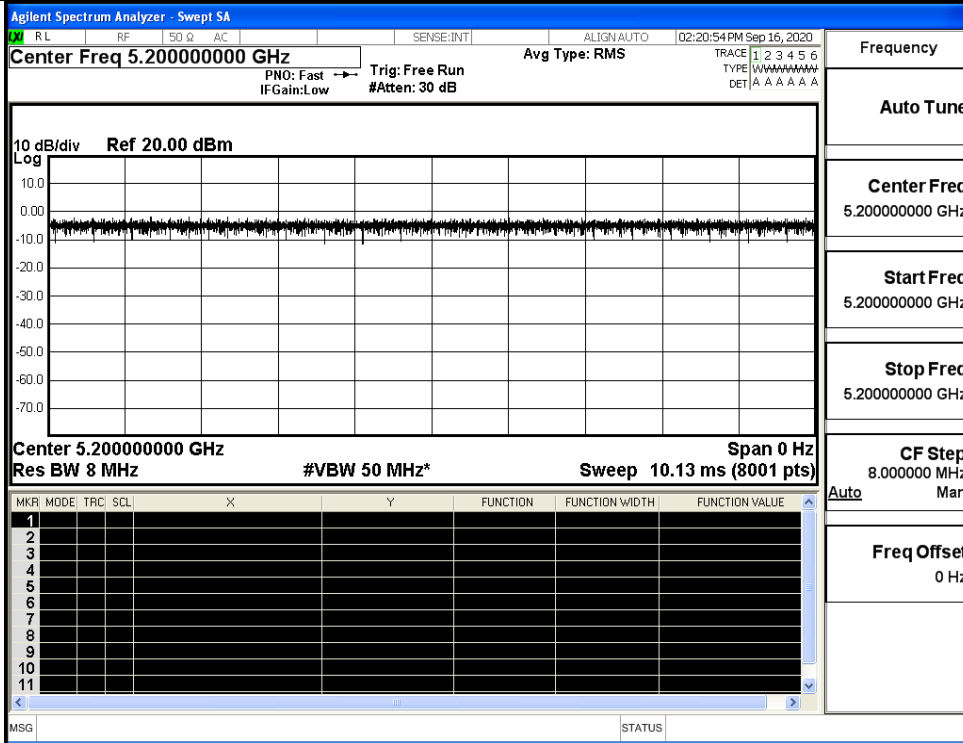 Agilent Spectrum Analyzer - Swept SA
LXI RL RF 50 Ω AC SENSE:INT ALIGN AUTO 02:20:54 PM Sep 16, 2020
Center Freq 5.200000000 GHz
PNO: Fast
IFGain:Low
Trig: Free Run
#Atten: 30 dB
Avg Type: RMS
TRACE 1 2 3 4 5 6
TYPE WWWWWW
DET A A A A A A
10 dB/div Ref 20.00 dBm
Log
10.0
0.00
-10.0
-20.0
-30.0
-40.0
-50.0
-60.0
-70.0
Center 5.200000000 GHz Span 0 Hz
Res BW 8 MHz #VBW 50 MHz* Sweep 10.13 ms (8001 pts)
MKR MODE TRC SCL X Y FUNCTION FUNCTION WIDTH FUNCTION VALUE
1
2
3
4
5
6
7
8
9
10
11
MSG STATUS
Frequency
Auto Tune
Center Freq
5.200000000 GHz
Start Freq
5.200000000 GHz
Stop Freq
5.200000000 GHz
CF Step
8.000000 MHz
Auto Man
Freq Offset
0 Hz